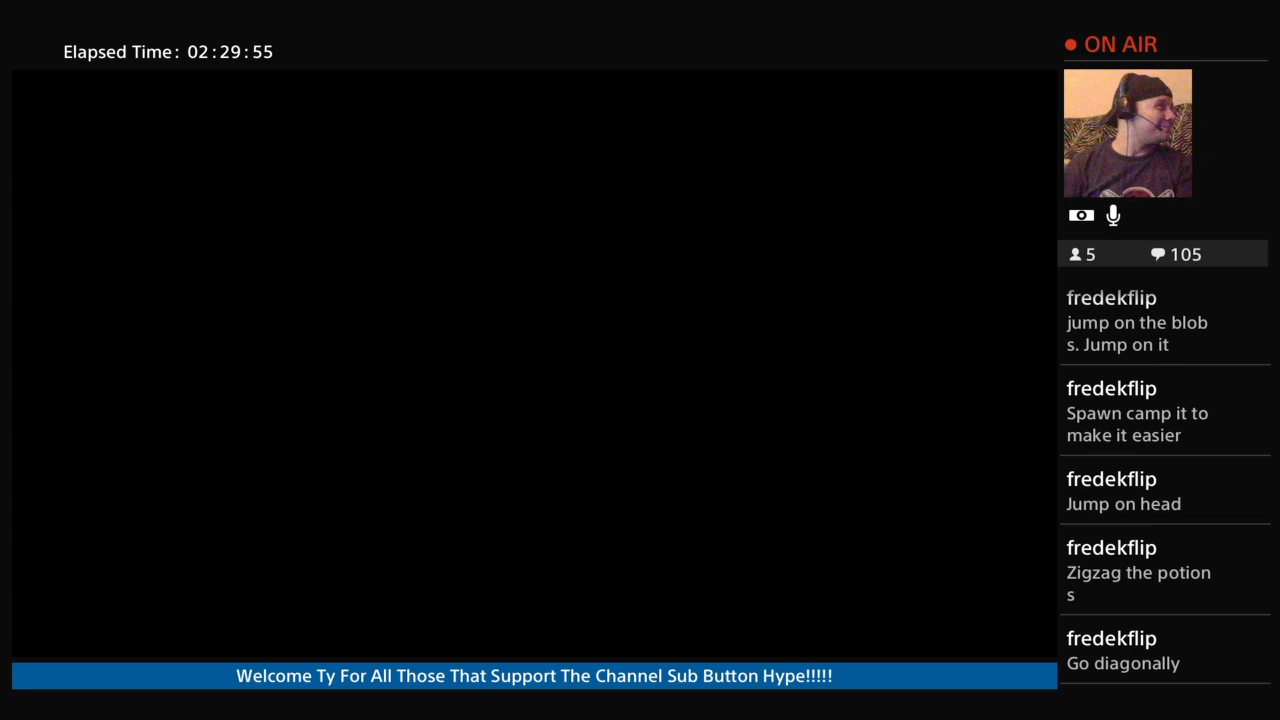 Elapsed Time: 02:29:55
ON AIR
5 105
fredekflip
jump on the blob
s. Jump on it
fredekflip
Spawn camp it to
make it easier
fredekflip
Jump on head
fredekflip
Zigzag the potion
s
fredekflip
Go diagonally
Welcome Ty For All Those That Support The Channel Sub Button Hype!!!!!